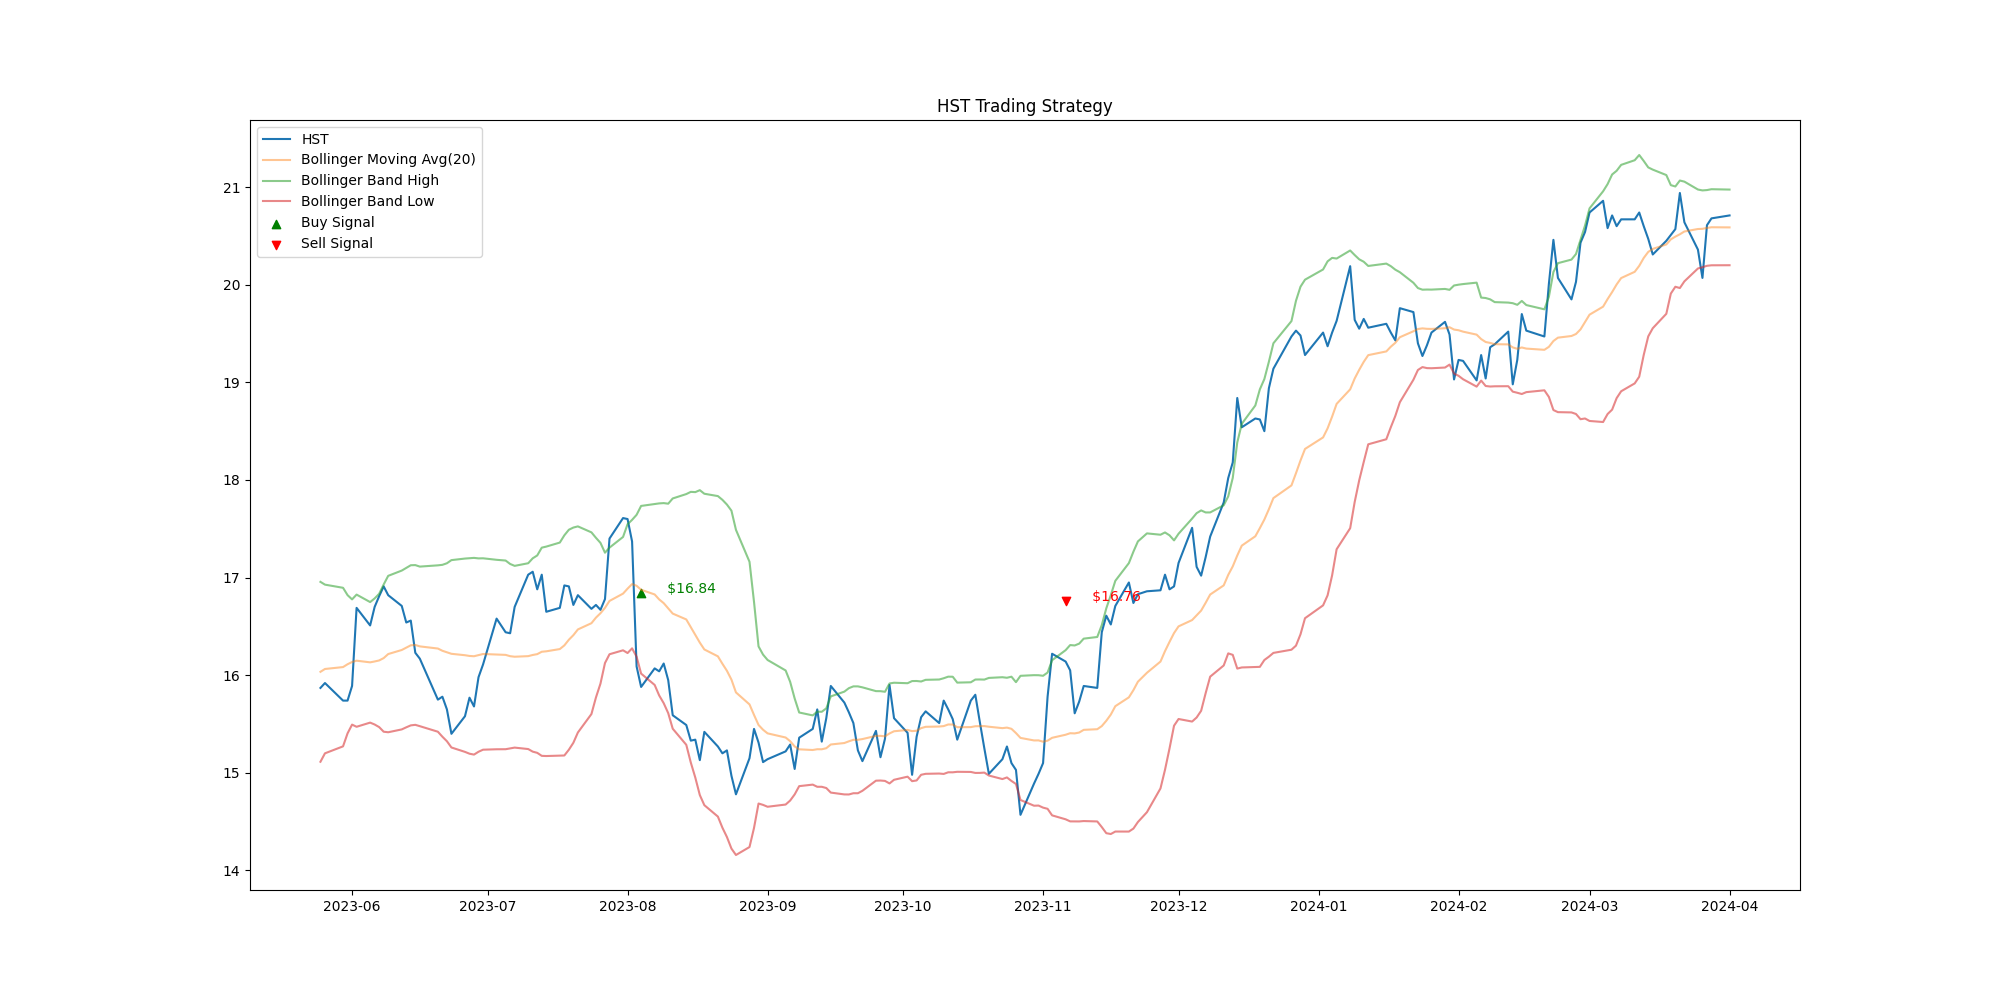 HST Trading Strategy
HST
Bollinger Moving Avg(20)
Bollinger Band High
Bollinger Band Low
Buy Signal
Sell Signal
21
20
19
18
17
16
15
14
$16.84
$16.76
2023-06 2023-07 2023-08 2023-09 2023-10 2023-11 2023-12 2024-01 2024-02 2024-03 2024-04